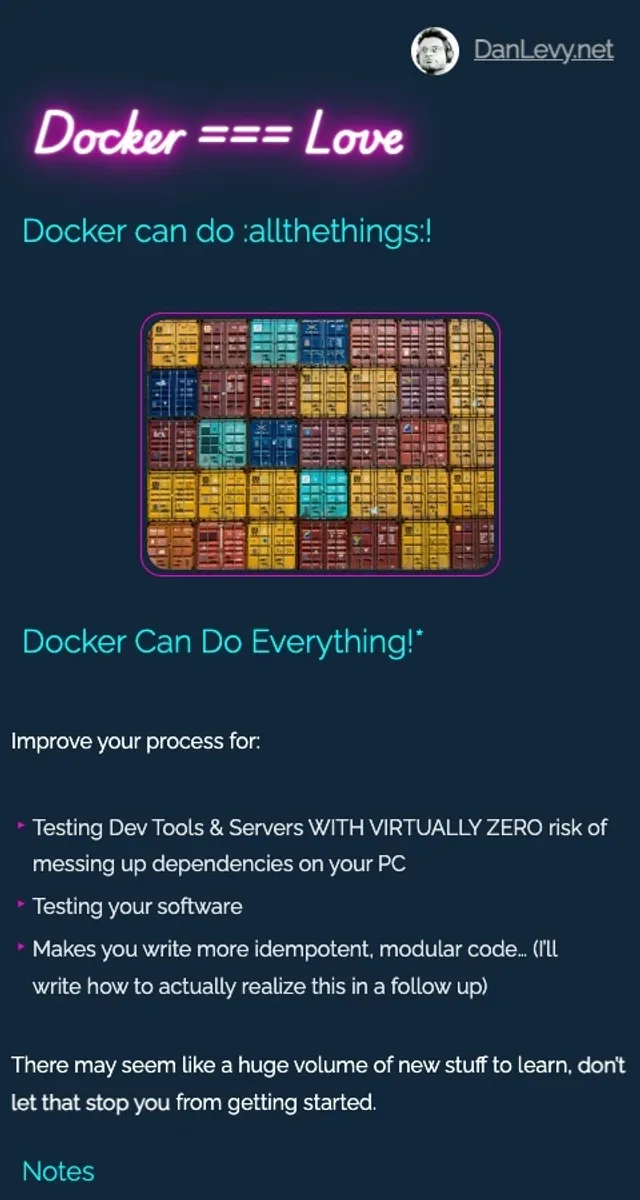 DanLevy.net
Docker === Love
Docker can do :allthethings:!
Docker Can Do Everything!*
Improve your process for:
‣ Testing Dev Tools & Servers WITH VIRTUALLY ZERO risk of
messing up dependencies on your PC
‣ Testing your software
‣ Makes you write more idempotent, modular code… (I’ll
write how to actually realize this in a follow up)
There may seem like a huge volume of new stuff to learn, don’t
let that stop you from getting started.
Notes